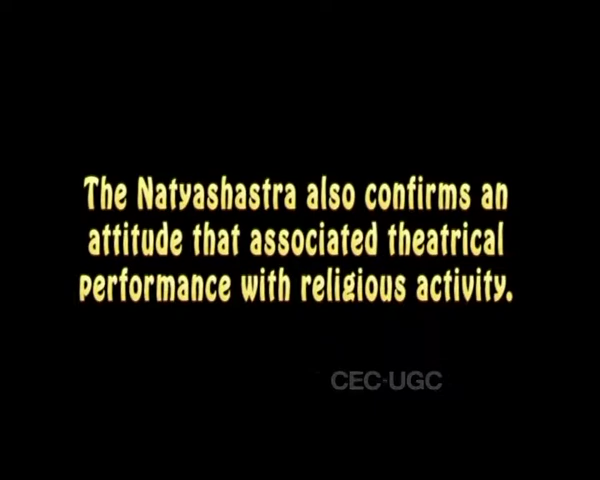 The Natyashastra also confirms an
attitude that associated theatrical
performance with religious activity.
CEC-UGC